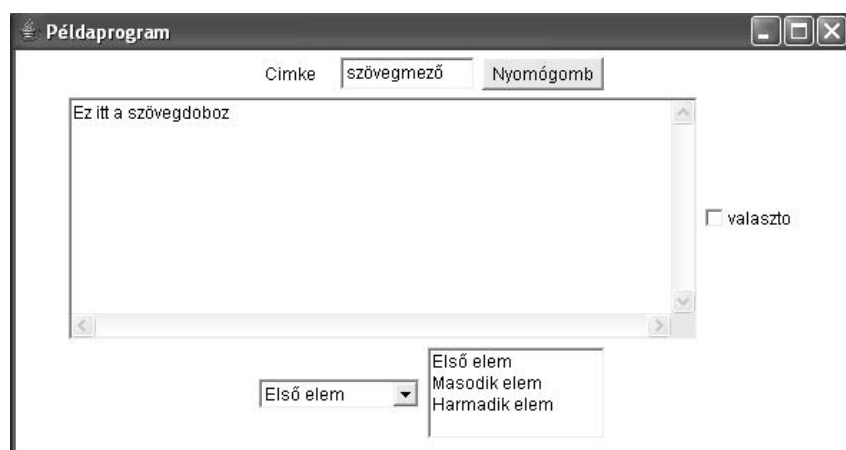 Példaprogram
Cimke szövegmező Nyomógomb
Ez itt a szövegdoboz
valaszto
Első elem
Első elem
Masodik elem
Harmadik elem